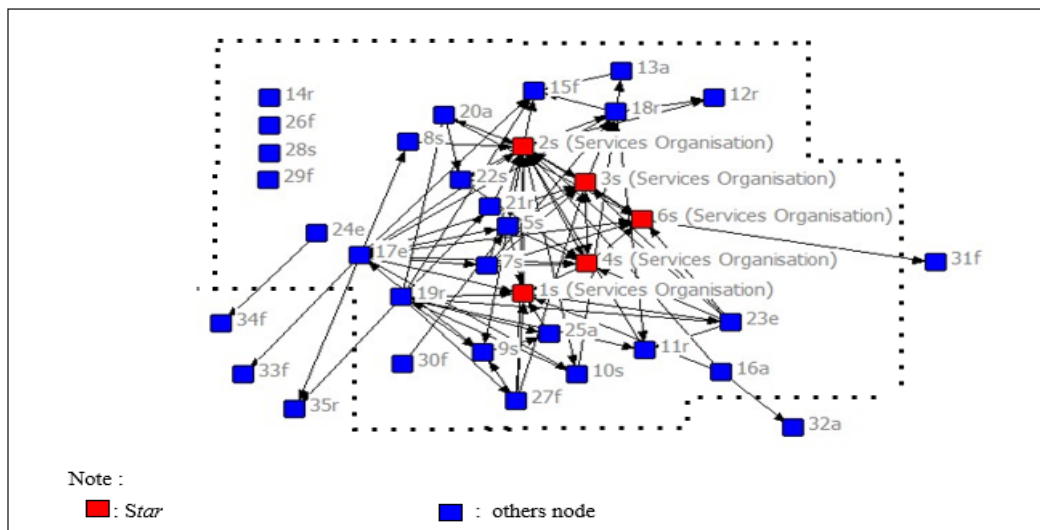 13a
15f
12r
14r
20a
18r
26f
8s
2s (Services Organisation)
28s
22s
3s (Services Organisation)
29f
21r
6s (Services Organisation)
5s
24e
17e
7s
4s (Services Organisation)
31f
19r
1s (Services Organisation)
34f
25a
23e
9s
11r
30f
33f
10s
16a
35r
27f
32a
Note :
: Star
: others node